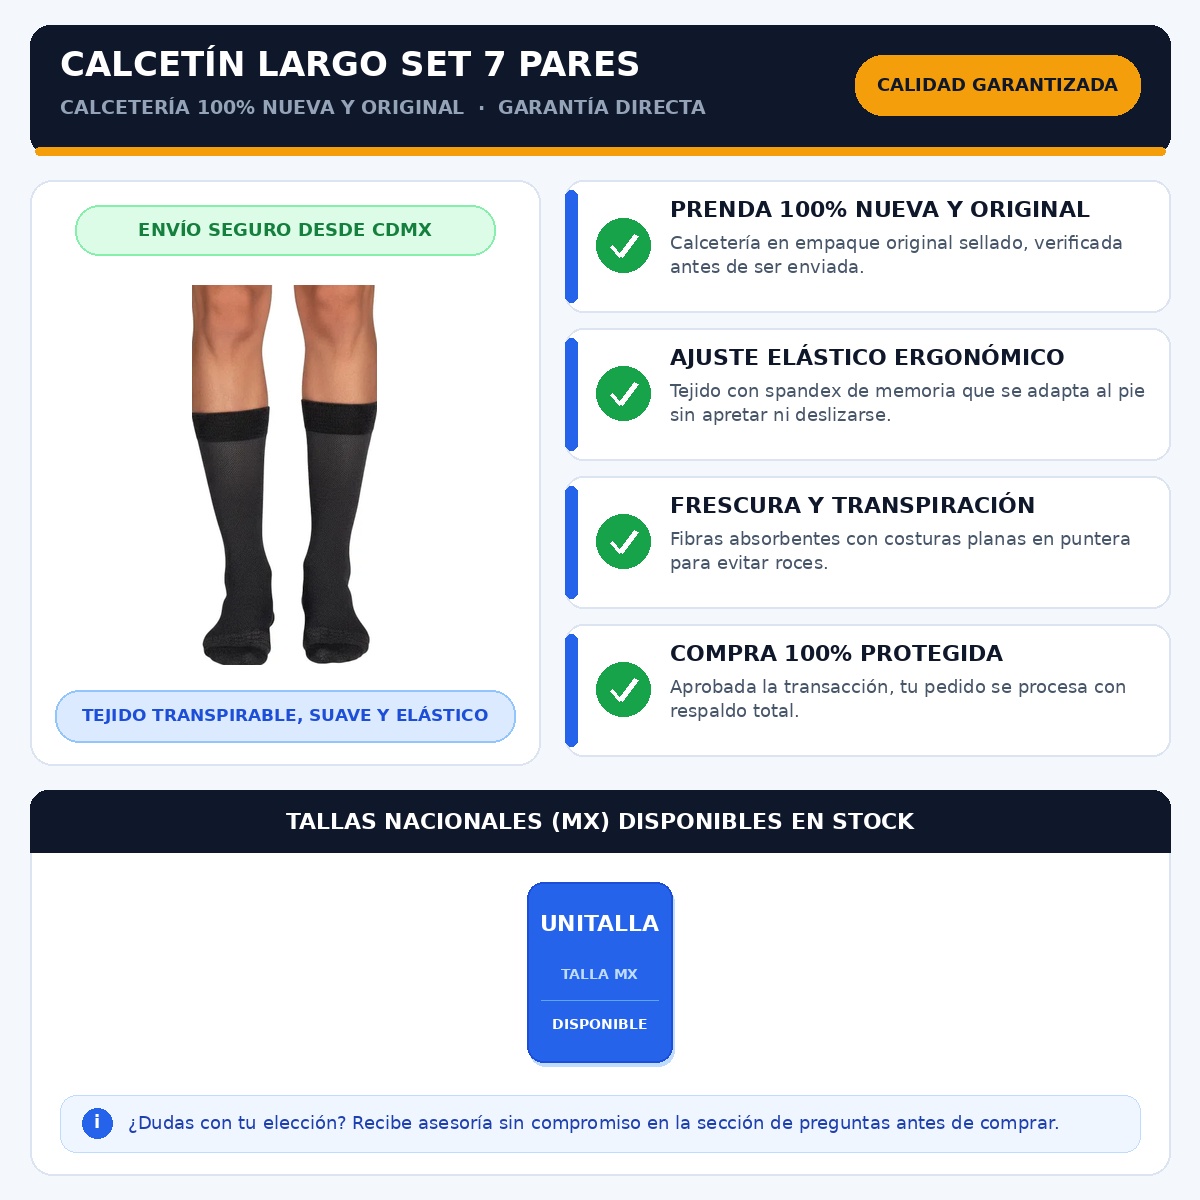 CALCETÍN LARGO SET 7 PARES
CALCETERÍA 100% NUEVA Y ORIGINAL · GARANTÍA DIRECTA
CALIDAD GARANTIZADA
ENVÍO SEGURO DESDE CDMX
TEJIDO TRANSPIRABLE, SUAVE Y ELÁSTICO
PRENDA 100% NUEVA Y ORIGINAL
Calcetería en empaque original sellado, verificada
antes de ser enviada.
AJUSTE ELÁSTICO ERGONÓMICO
Tejido con spandex de memoria que se adapta al pie
sin apretar ni deslizarse.
FRESCURA Y TRANSPIRACIÓN
Fibras absorbentes con costuras planas en puntera
para evitar roces.
COMPRA 100% PROTEGIDA
Aprobada la transacción, tu pedido se procesa con
respaldo total.
TALLAS NACIONALES (MX) DISPONIBLES EN STOCK
UNITALLA
TALLA MX
DISPONIBLE
i ¿Dudas con tu elección? Recibe asesoría sin compromiso en la sección de preguntas antes de comprar.